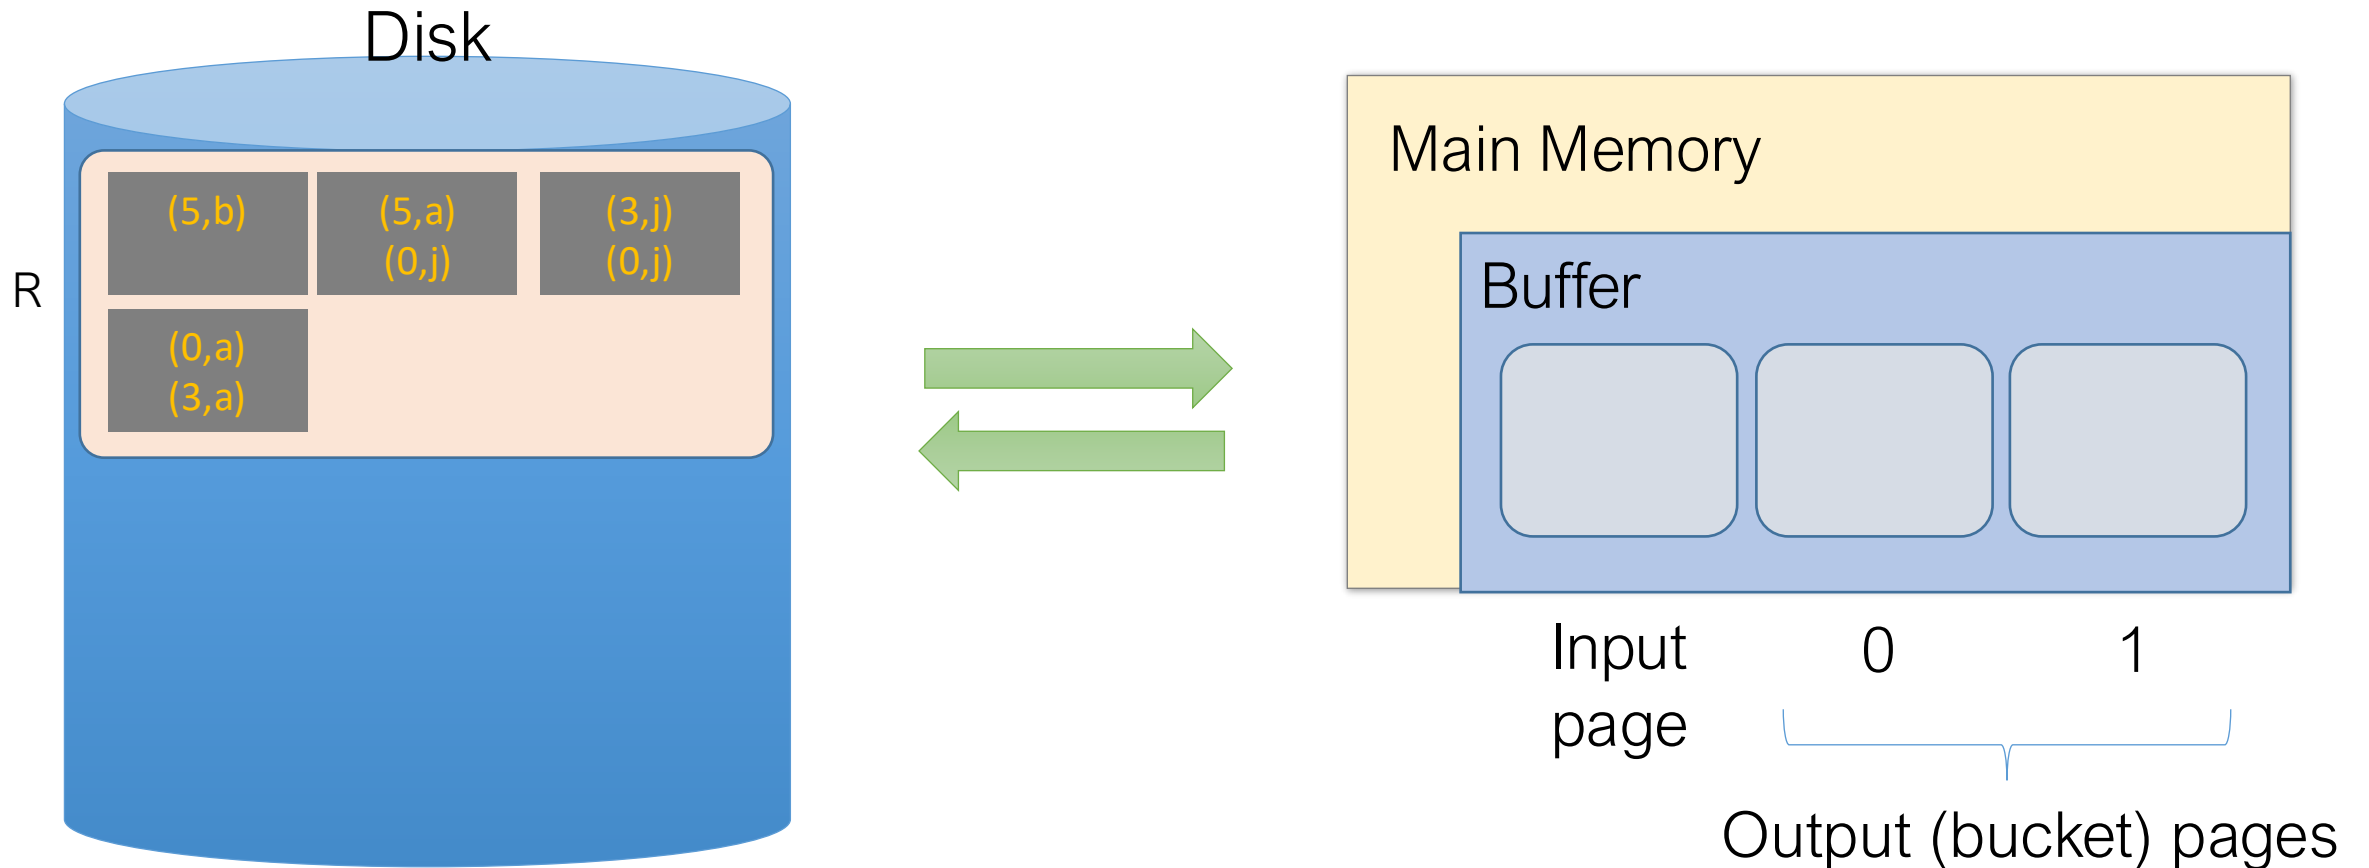 Disk
R
(5,b)
(5,a)
(0,j)
(3,j)
(0,j)
(0,a)
(3,a)
Main Memory
Buffer
Input
page
0
1
Output (bucket) pages